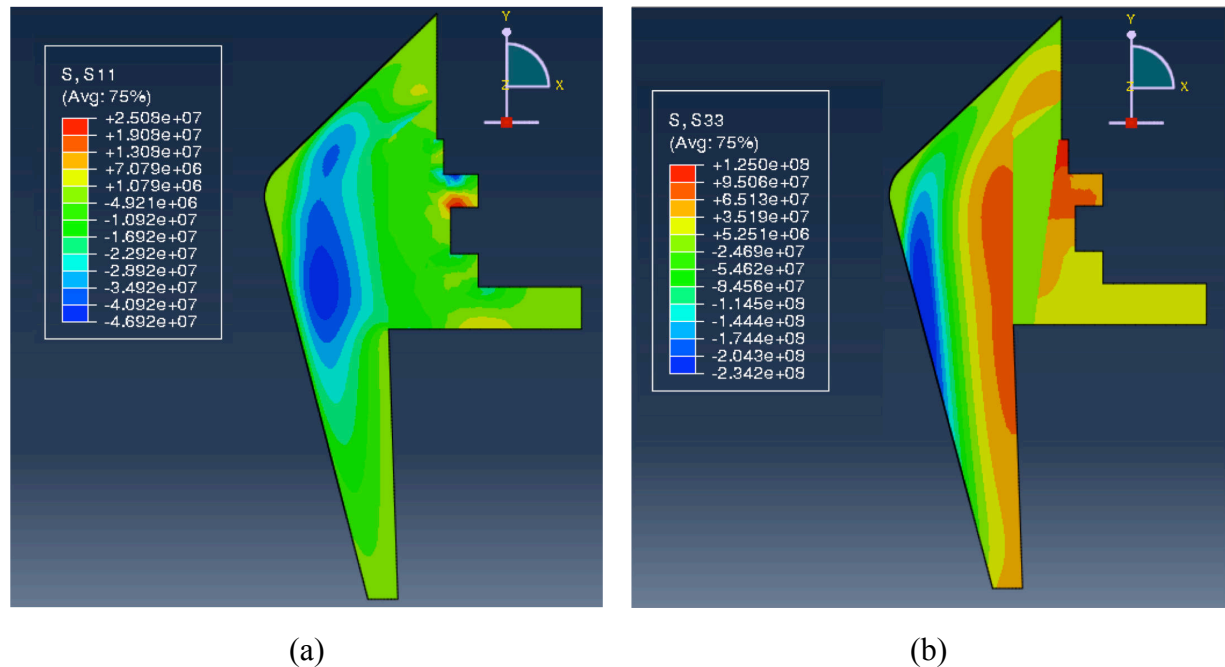 S, S11
(Avg: 75%)
+2.508e+07
+1.908e+07
+1.308e+07
+7.079e+06
+1.079e+06
-4.921e+06
-1.092e+07
-1.692e+07
-2.292e+07
-2.892e+07
-3.492e+07
-4.092e+07
-4.692e+07
Y
Z
X
(a)
S, S33
(Avg: 75%)
+1.250e+08
+9.506e+07
+6.513e+07
+3.519e+07
+5.251e+06
-2.469e+07
-5.462e+07
-8.456e+07
-1.145e+08
-1.444e+08
-1.744e+08
-2.043e+08
-2.342e+08
Y
Z
X
(b)